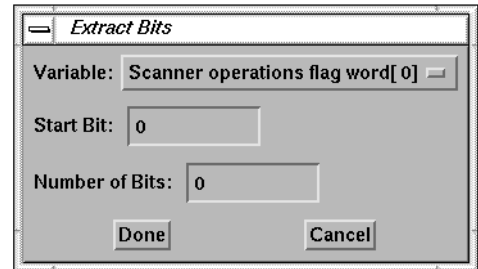 Extract Bits
Variable: Scanner operations flag word[ 0]
Start Bit: 0
Number of Bits: 0
Done Cancel